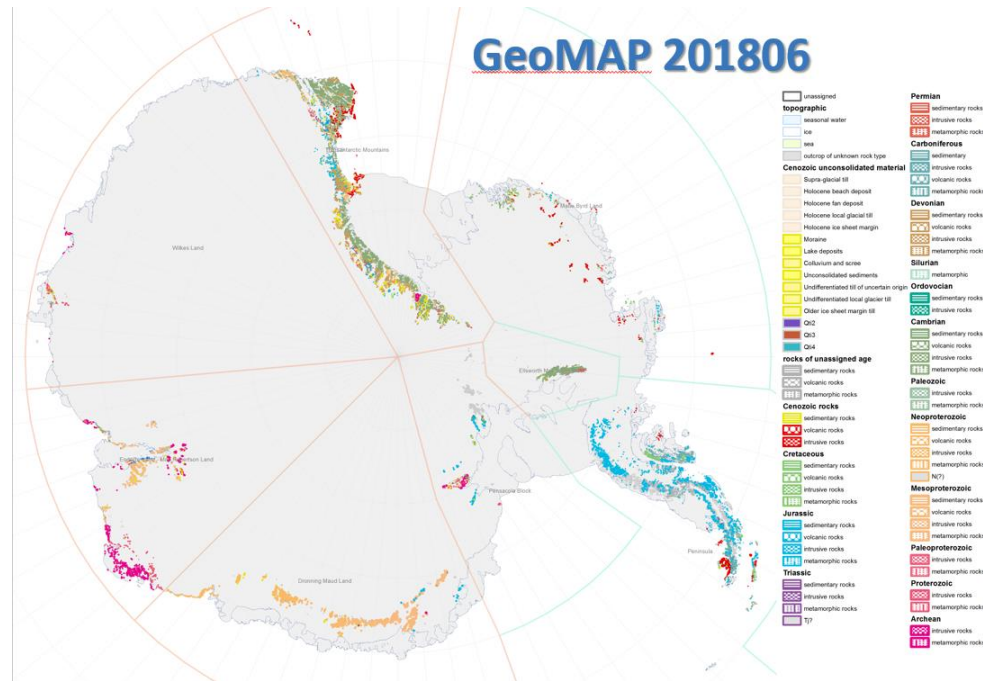 GeoMAP 201806
Marie Byrd Land
Wilkes Land
Dronning Maud Land
Pensacola Block
Peninsula
unassigned
topographic
seasonal water
ice
sea
outcrop of unknown rock type
Cenozoic unconsolidated material
Supra-glacial till
Holocene beach deposit
Holocene fan deposit
Holocene local glacial till
Holocene ice sheet margin
Moraine
Lake deposits
Colluvium and scree
Unconsolidated sediments
Undifferentiated till of uncertain origin
Undifferentiated local glacier till
Older ice sheet margin till
Qti2
Qti3
Qti4
rocks of unassigned age
sedimentary rocks
volcanic rocks
metamorphic rocks
Cenozoic rocks
sedimentary rocks
volcanic rocks
intrusive rocks
Cretaceous
sedimentary rocks
volcanic rocks
intrusive rocks
metamorphic rocks
Jurassic
sedimentary rocks
volcanic rocks
intrusive rocks
metamorphic rocks
Triassic
sedimentary rocks
intrusive rocks
metamorphic rocks
Tj?
Permian
sedimentary rocks
intrusive rocks
metamorphic rocks
Carboniferous
sedimentary
intrusive rocks
volcanic rocks
metamorphic rocks
Devonian
sedimentary rocks
volcanic rocks
intrusive rocks
metamorphic rocks
Silurian
metamorphic
Ordovocian
sedimentary rocks
intrusive rocks
Cambrian
sedimentary rocks
volcanic rocks
intrusive rocks
metamorphic rocks
Paleozoic
intrusive rocks
metamorphic rocks
Neoproterozoic
sedimentary rocks
volcanic rocks
intrusive rocks
metamorphic rocks
N(?)
Mesoproterozoic
sedimentary rocks
volcanic rocks
intrusive rocks
metamorphic rocks
Paleoproterozoic
intrusive rocks
metamorphic rocks
Proterozoic
intrusive rocks
metamorphic rocks
Archean
intrusive rocks
metamorphic rocks